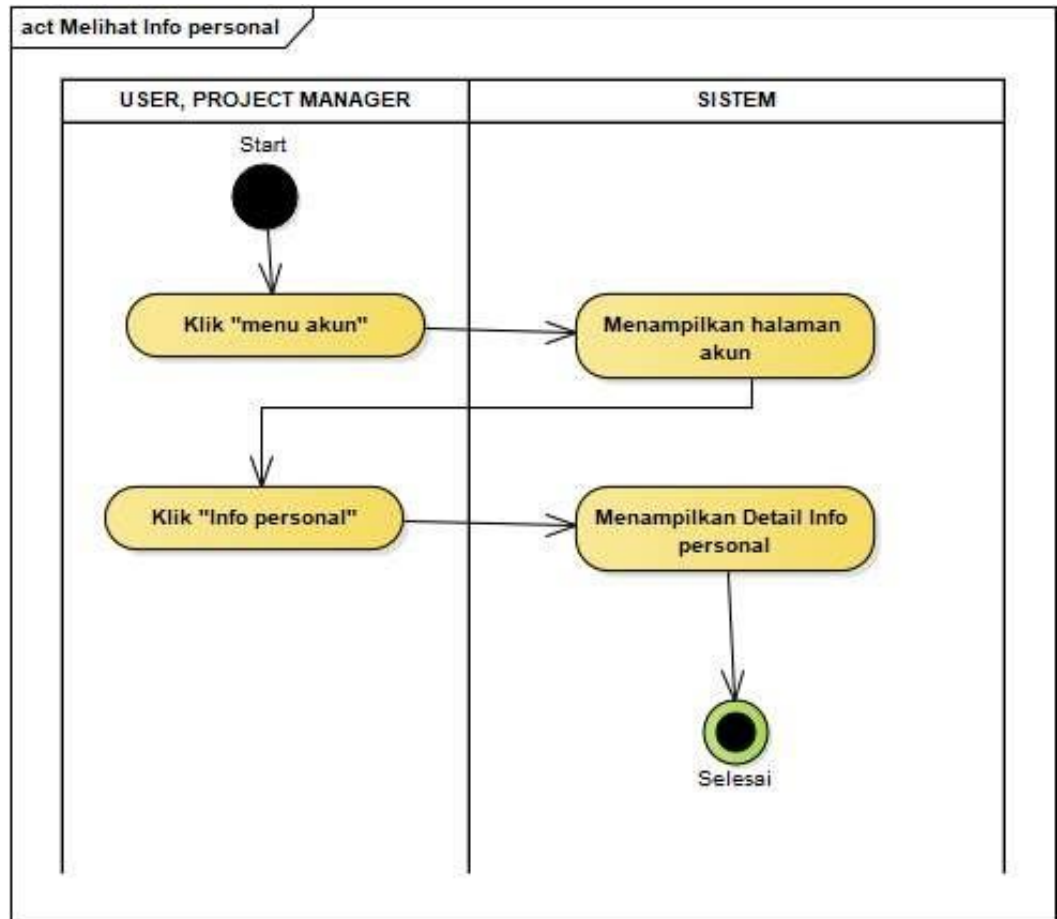 act Melihat Info personal
USER, PROJECT MANAGER
SISTEM
Start
Klik "menu akun"
Menampilkan halaman
akun
Klik "Info personal"
Menampilkan Detail Info
personal
Selesai